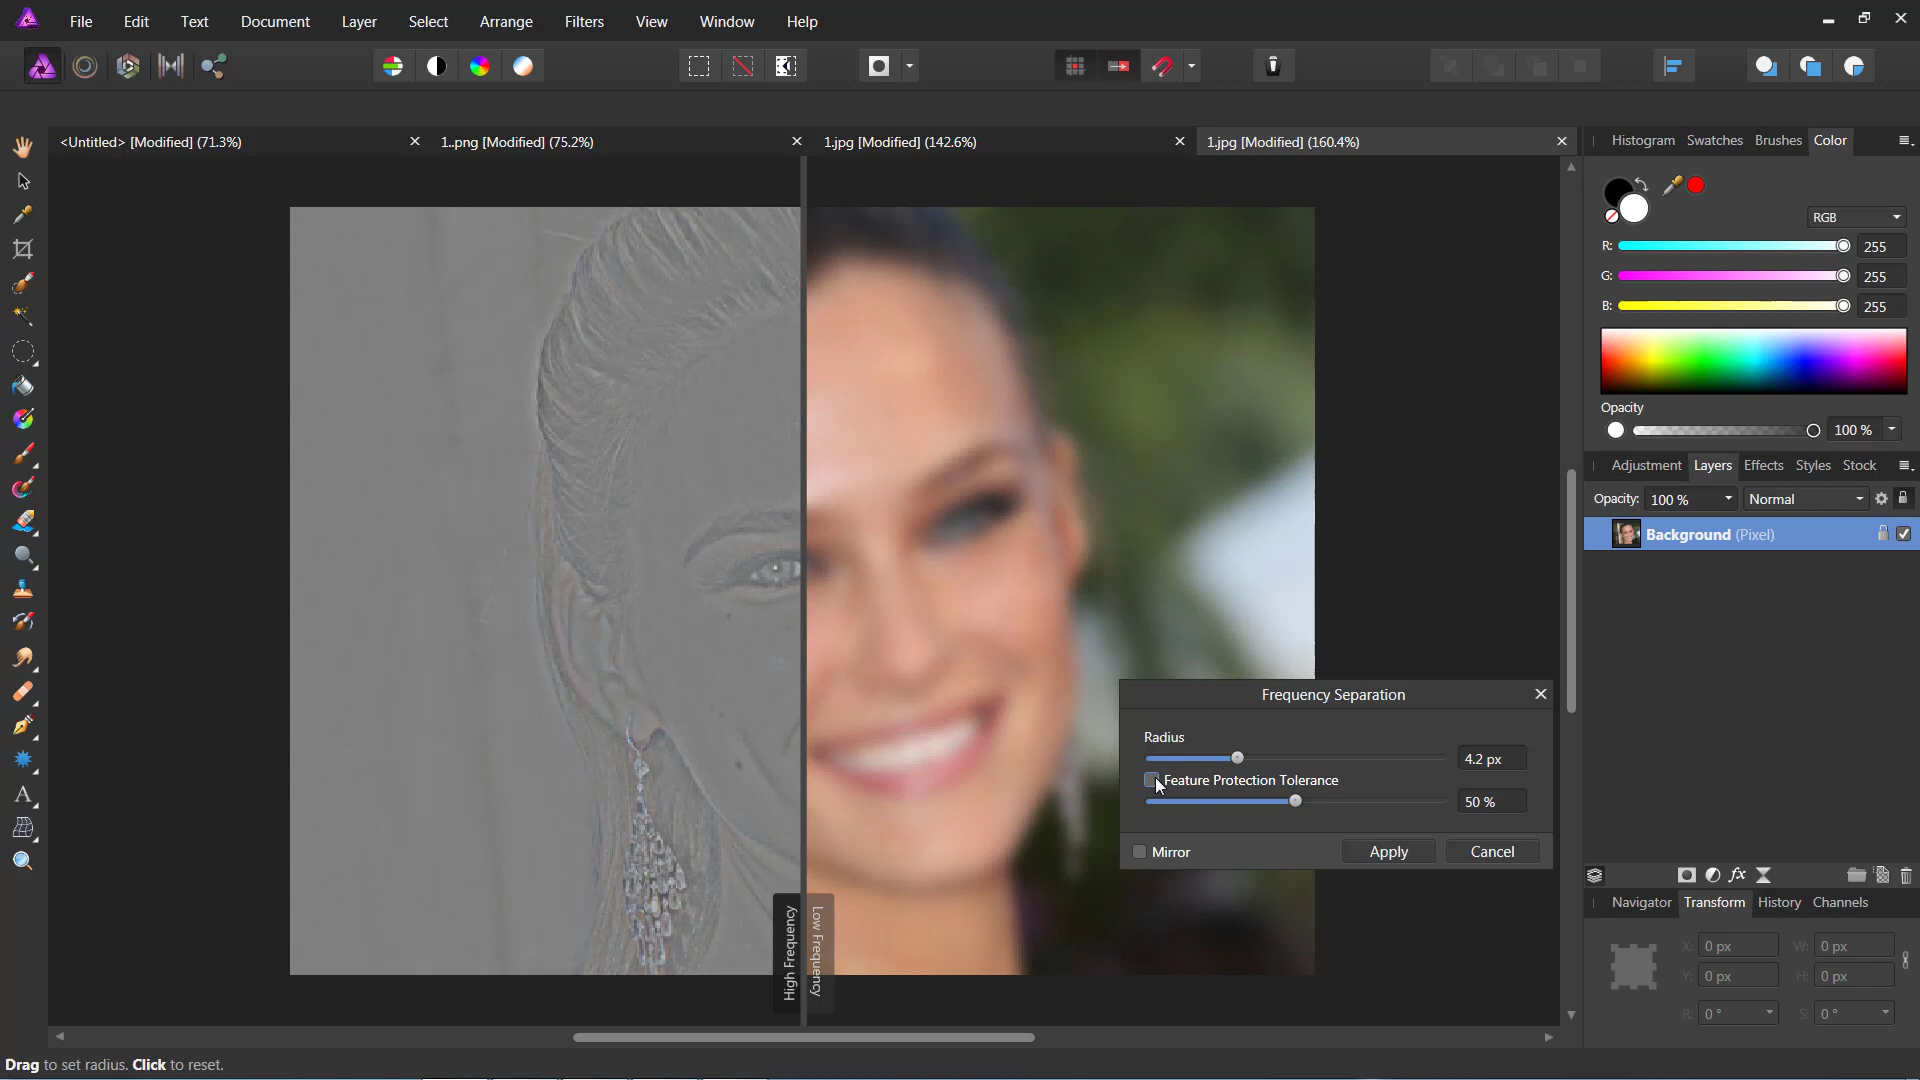 File Edit Text Document Layer Select Arrange Filters View Window Help
<Untitled> [Modified] (71.3%) 1..png [Modified] (75.2%) 1.jpg [Modified] (142.6%) 1.jpg [Modified] (160.4%)
Histogram Swatches Brushes Color
RGB
R: 255
G: 255
B: 255
Opacity
100 %
Adjustment Layers Effects Styles Stock
Opacity: 100 % Normal
Background (Pixel)
Frequency Separation
Radius
4.2 px
Feature Protection Tolerance
50 %
Mirror Apply Cancel
High Frequency
Low Frequency
Navigator Transform History Channels
X: 0 px W: 0 px
Y: 0 px H: 0 px
R: 0 ° S: 0 °
Drag to set radius. Click to reset.